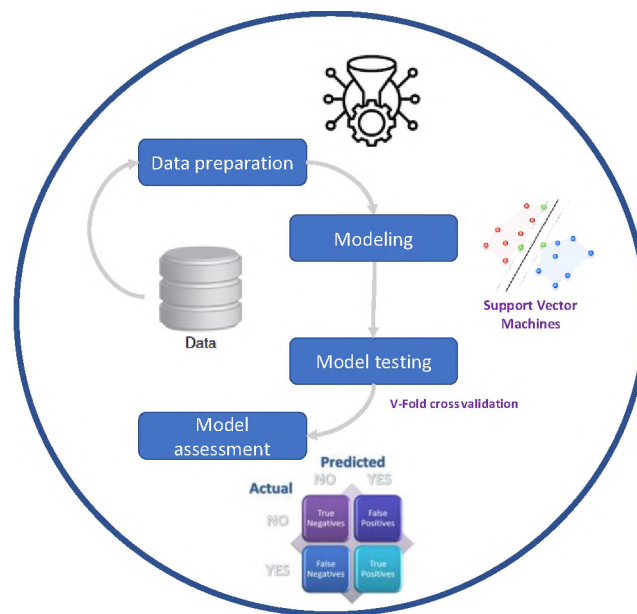 Data preparation
Modeling
Support Vector
Machines
Data
Model testing
V-Fold cross validation
Model
assessment
Predicted
NO YES
Actual
NO
True
Negatives
False
Positives
YES
False
Negatives
True
Positives